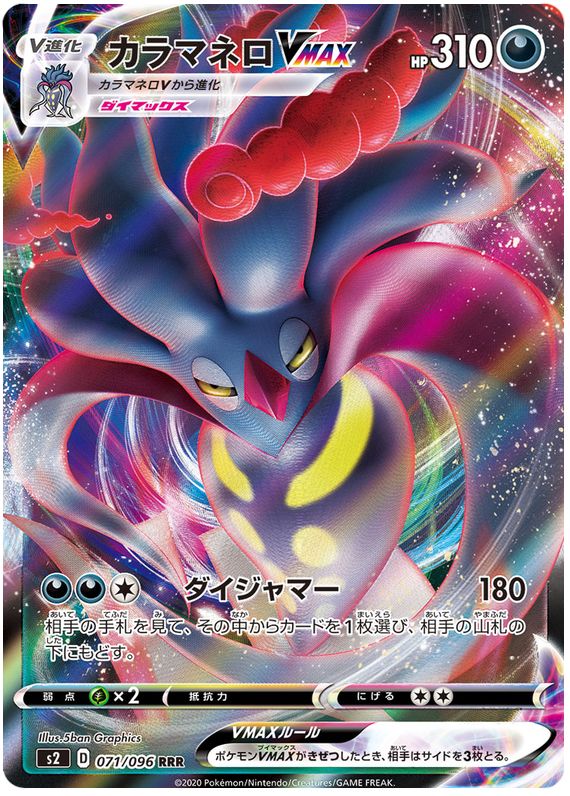 V進化
カラマネロVMAX
HP310
カラマネロVから進化
ダイマックス
ダイジャマー 180
相手の手札を見て、その中からカードを1枚選び、相手の山札の
下にもどす。
弱点 ×2 抵抗力 にげる
Illus.5ban Graphics
VMAXルール
s2 D 071/096 RRR
ポケモンVMAXがきぜつしたとき、相手はサイドを3枚とる。
©2020 Pokémon/Nintendo/Creatures/GAME FREAK.